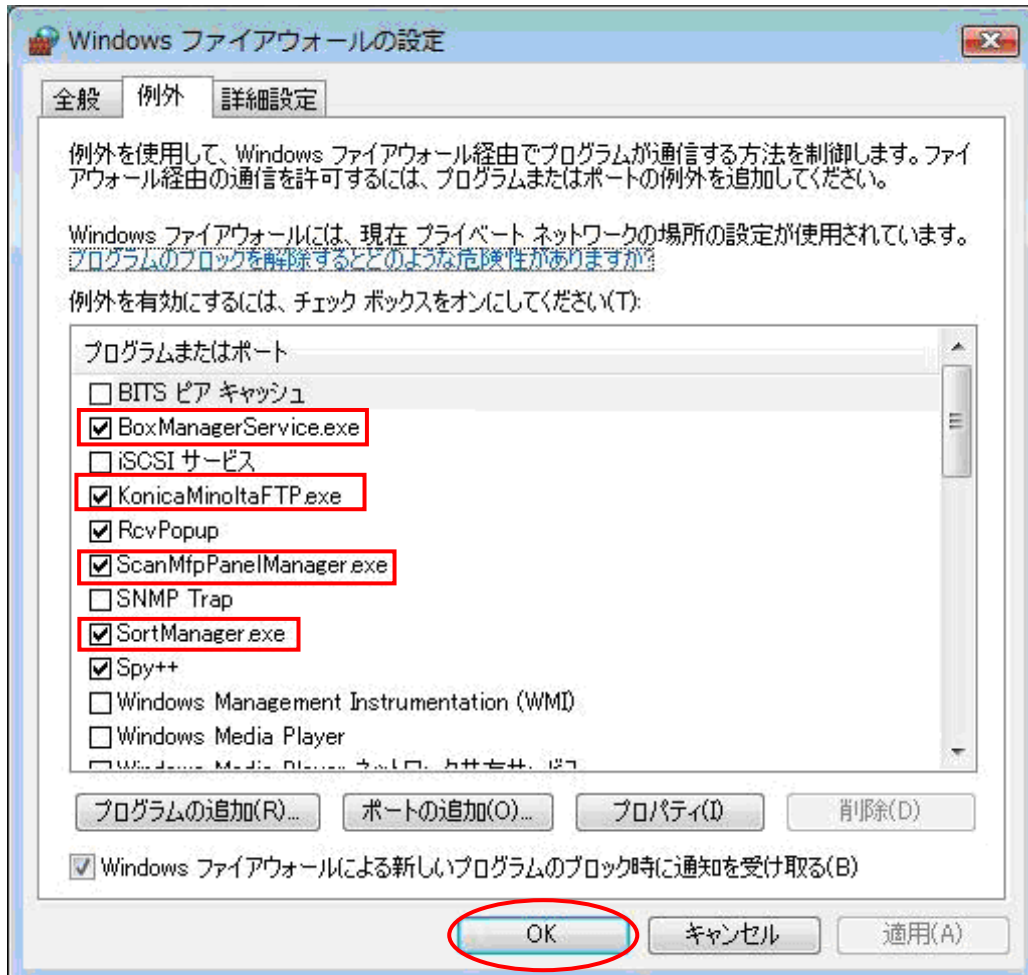 Windows ファイアウォールの設定
全般 例外 詳細設定
例外を使用して、Windows ファイアウォール経由でプログラムが通信する方法を制御します。ファイ
アウォール経由の通信を許可するには、プログラムまたはポートの例外を追加してください。
Windows ファイアウォールには、現在 プライベート ネットワークの場所の設定が使用されています。
プログラムのブロックを解除するとどのような危険性がありますか?
例外を有効にするには、チェック ボックスをオンにしてください(T):
プログラムまたはポート
BITS ピア キャッシュ
BoxManagerService.exe
iSCSI サービス
KonicaMinoltaFTP.exe
RcvPopup
ScanMfpPanelManager.exe
SNMP Trap
SortManager.exe
Spy++
Windows Management Instrumentation (WMI)
Windows Media Player
Windows Media Player ネットワーク共有サービス
プログラムの追加(R)... ポートの追加(O)... プロパティ(I) 削除(D)
Windows ファイアウォールによる新しいプログラムのブロック時に通知を受け取る(B)
OK キャンセル 適用(A)